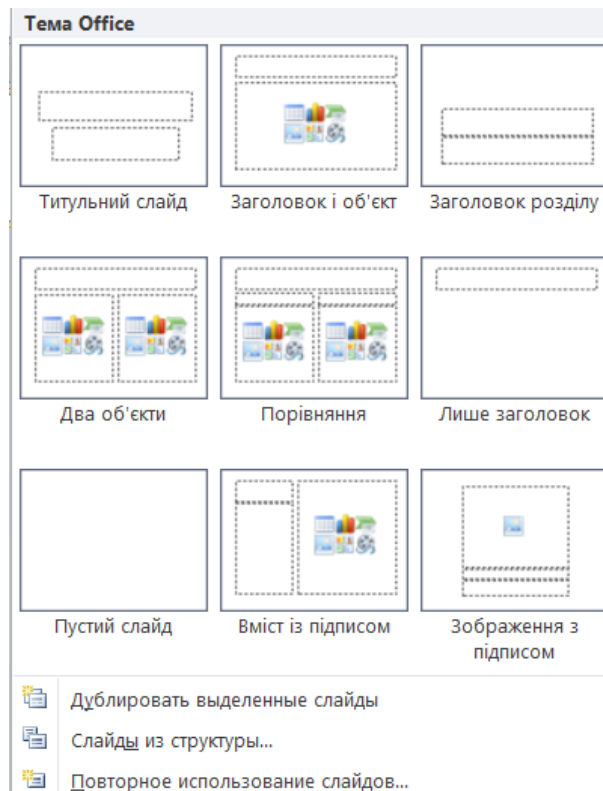 Тема Office
Титульний слайд
Заголовок і об'єкт
Заголовок розділу
Два об'єкти
Порівняння
Лише заголовок
Пустий слайд
Вміст із підписом
Зображення з
підписом
Дублировать выделенные слайды
Слайды из структуры...
Повторное использование слайдов...